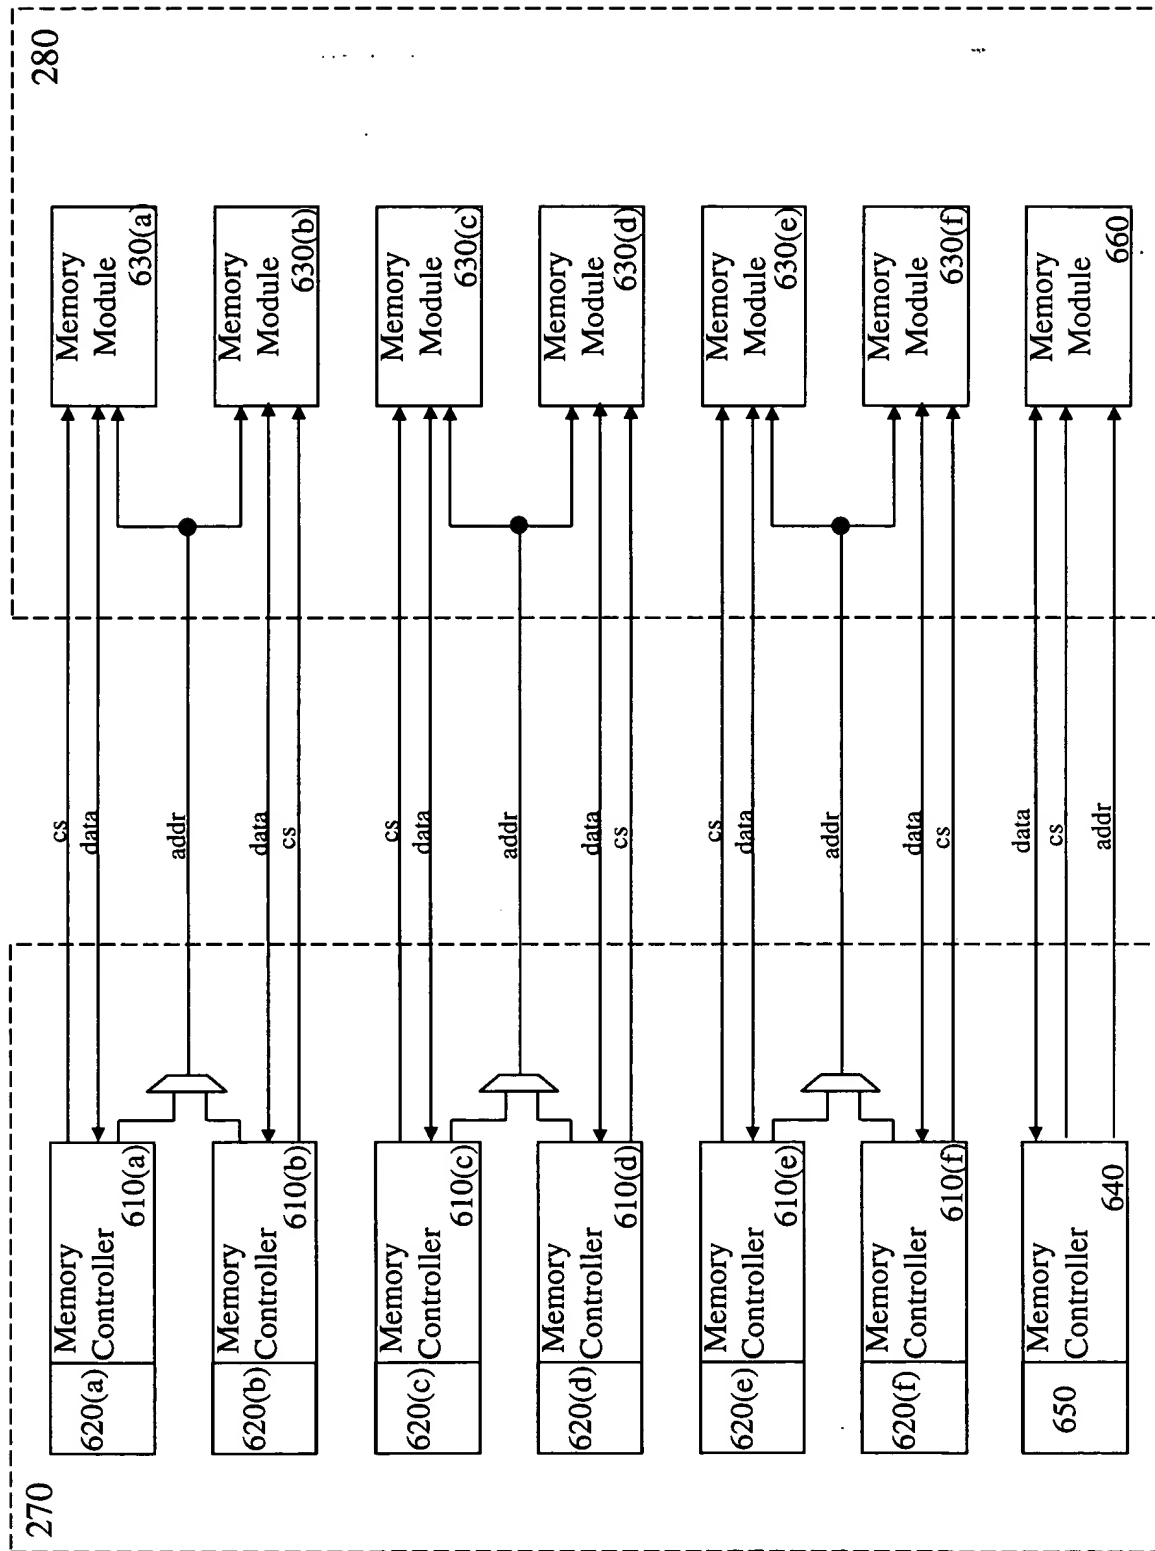 280
Memory
Module
630(a)
Memory
Module
630(b)
Memory
Module
630(c)
Memory
Module
630(d)
Memory
Module
630(e)
Memory
Module
630(f)
Memory
Module
660
cs
data
addr
data
cs
cs
data
addr
data
cs
cs
data
addr
data
cs
data
cs
addr
270
Memory
Controller
610(a)
620(a)
Memory
Controller
610(b)
620(b)
Memory
Controller
610(c)
620(c)
Memory
Controller
610(d)
620(d)
Memory
Controller
610(e)
620(e)
Memory
Controller
610(f)
620(f)
Memory
Controller
640
650